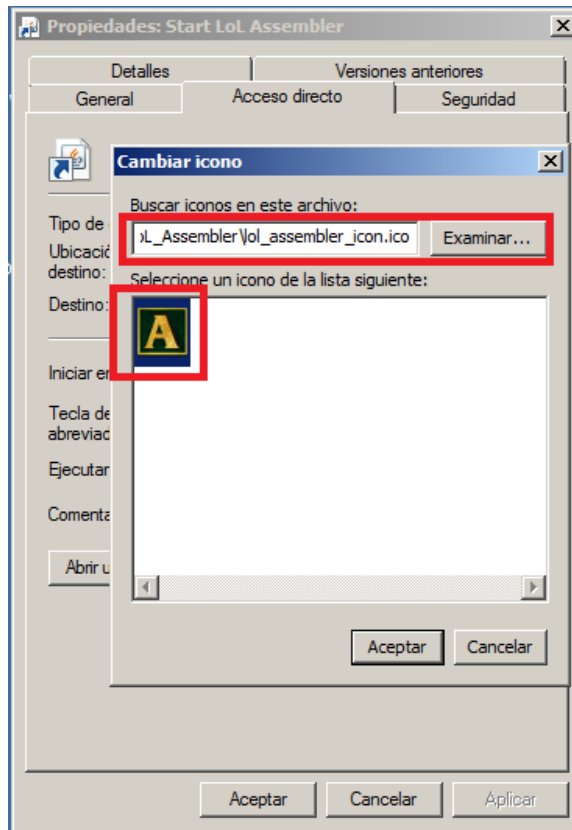 Propiedades: Start LoL Assembler
Detalles
Versiones anteriores
General
Acceso directo
Seguridad
Cambiar icono
Buscar iconos en este archivo:
L_Assembler\lol_assembler_icon.ico
Examinar...
Seleccione un icono de la lista siguiente:
A
Tipo de
Ubicació
destino:
Destino:
Iniciar en
Tecla de
abreviad
Ejecutar
Comenta
Abrir u
Aceptar
Cancelar
Aceptar
Cancelar
Aplicar